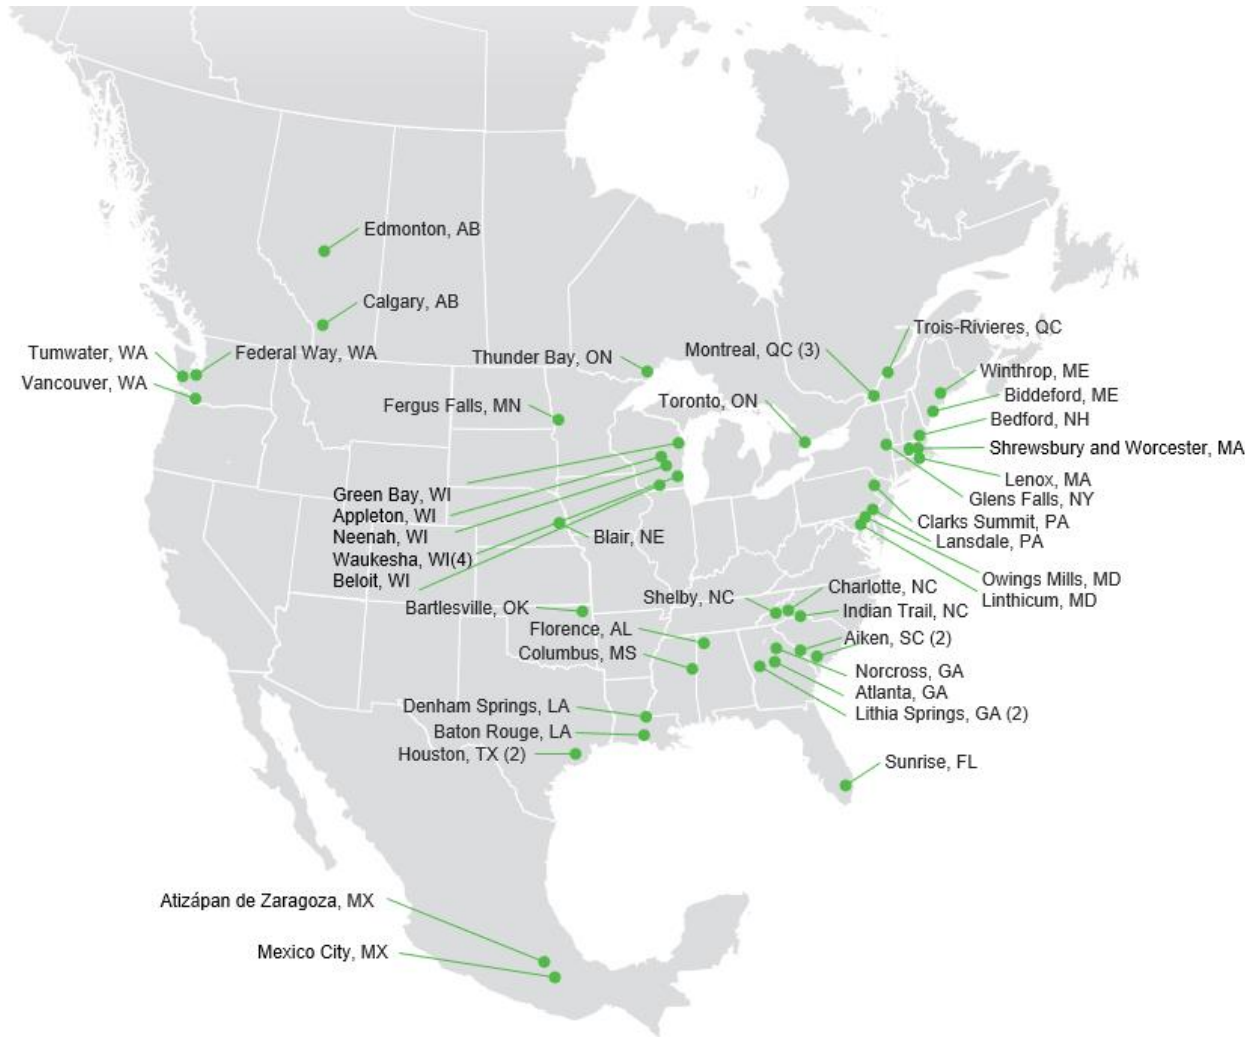 Edmonton, AB
Calgary, AB
Trois-Rivieres, QC
Tumwater, WA
Federal Way, WA
Thunder Bay, ON
Montreal, QC (3)
Winthrop, ME
Vancouver, WA
Biddeford, ME
Fergus Falls, MN
Toronto, ON
Bedford, NH
Shrewsbury and Worcester, MA
Lenox, MA
Green Bay, WI
Glens Falls, NY
Appleton, WI
Clarks Summit, PA
Neenah, WI
Blair, NE
Lansdale, PA
Waukesha, WI(4)
Beloit, WI
Owings Mills, MD
Linthicum, MD
Shelby, NC
Charlotte, NC
Bartlesville, OK
Indian Trail, NC
Florence, AL
Aiken, SC (2)
Columbus, MS
Norcross, GA
Atlanta, GA
Denham Springs, LA
Lithia Springs, GA (2)
Baton Rouge, LA
Houston, TX (2)
Sunrise, FL
Atizápan de Zaragoza, MX
Mexico City, MX